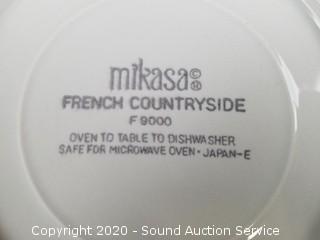 mikasa©®
FRENCH COUNTRYSIDE
F 9000
OVEN TO TABLE TO DISHWASHER
SAFE FOR MICROWAVE OVEN • JAPAN-E
Copyright 2020 - Sound Auction Service